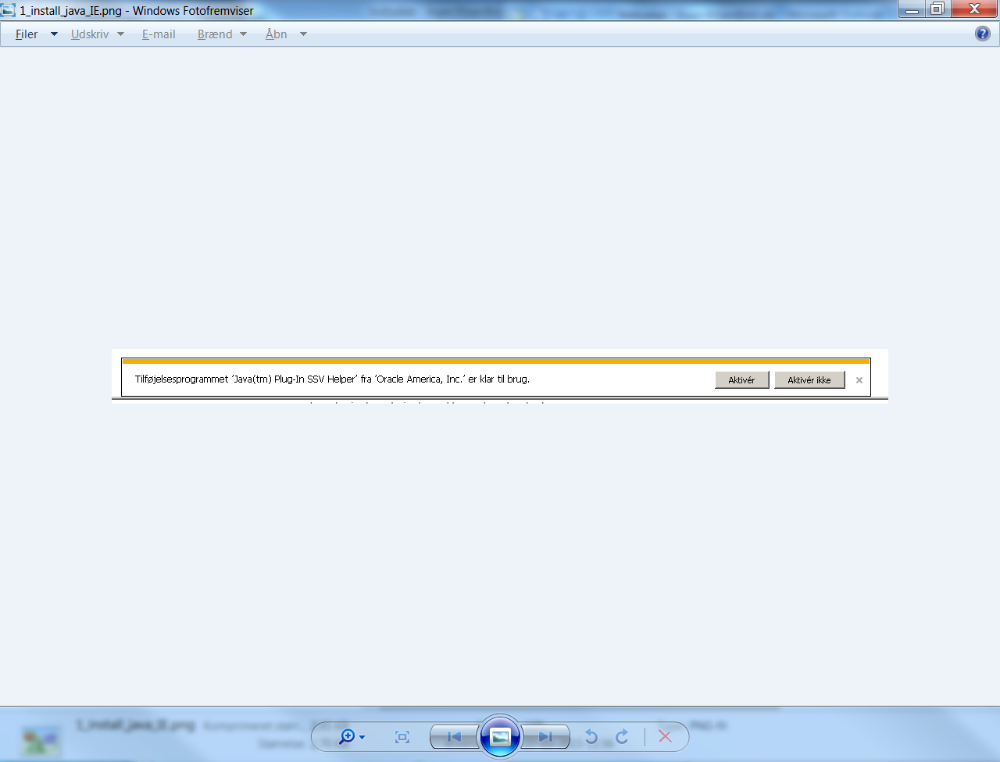 1_install_java_IE.png - Windows Fotofremviser
Filer Udskriv E-mail Brænd Åbn
Tilføjelsesprogrammet 'Java(tm) Plug-In SSV Helper' fra 'Oracle America, Inc.' er klar til brug. Aktivér Aktivér ikke
1_install_java_IE.png